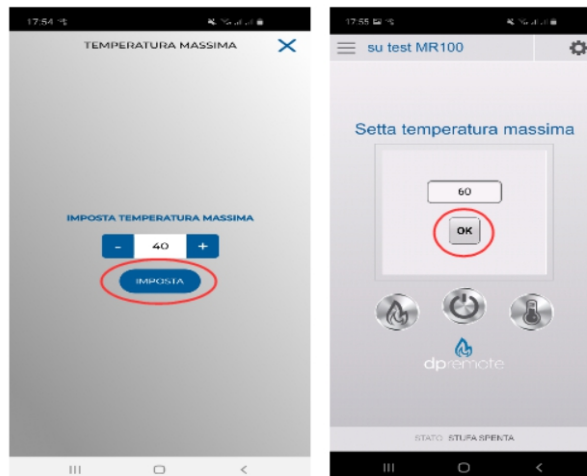 17:54
TEMPERATURA MASSIMA
IMPOSTA TEMPERATURA MASSIMA
- 40 +
IMPOSTA
17:55
su test MR100
Setta temperatura massima
60
OK
dpremote
STATO: STUFA SPENTA